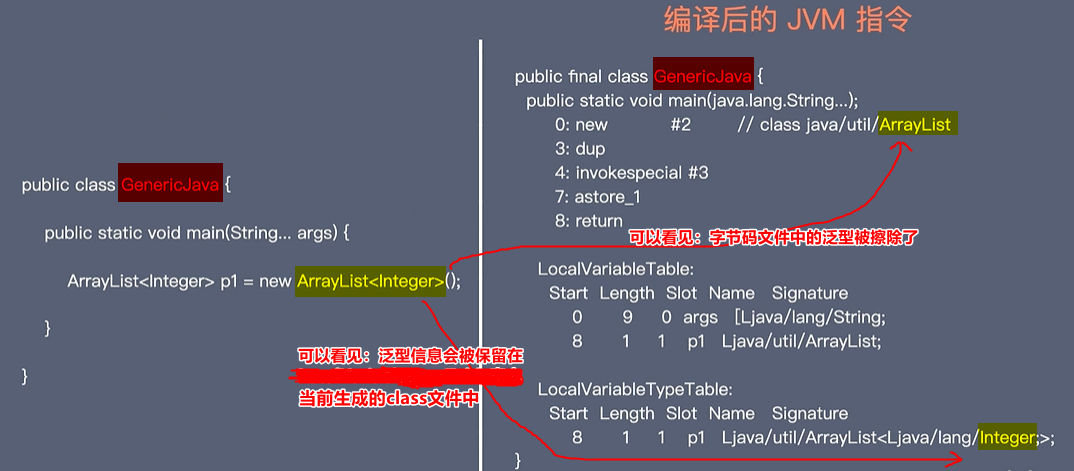 编译后的 JVM 指令
public class GenericJava {
public static void main(String... args) {
ArrayList<Integer> p1 = new ArrayList<Integer>();
}
}
可以看见：泛型信息会被保留在
当前生成的class文件中
public final class GenericJava {
public static void main(java.lang.String...);
0: new #2 // class java/util/ArrayList
3: dup
4: invokespecial #3
7: astore_1
8: return
可以看见：字节码文件中的泛型被擦除了
LocalVariableTable:
Start Length Slot Name Signature
0 9 0 args [Ljava/lang/String;
8 1 1 p1 Ljava/util/ArrayList;
LocalVariableTypeTable:
Start Length Slot Name Signature
8 1 1 p1 Ljava/util/ArrayList<Ljava/lang/Integer;>;
}